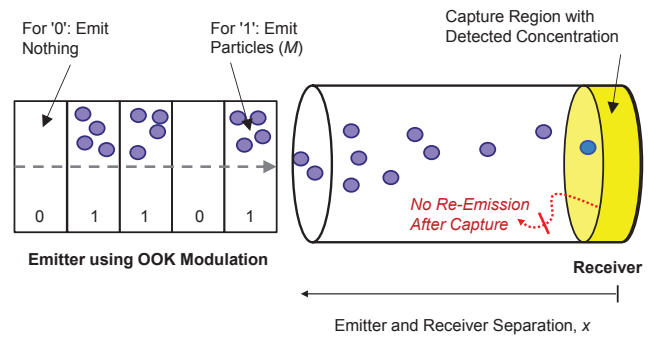 For '0': Emit
Nothing
For '1': Emit
Particles (M)
Capture Region with
Detected Concentration
0 1 1 0 1
No Re-Emission
After Capture
Emitter using OOK Modulation
Receiver
Emitter and Receiver Separation, x